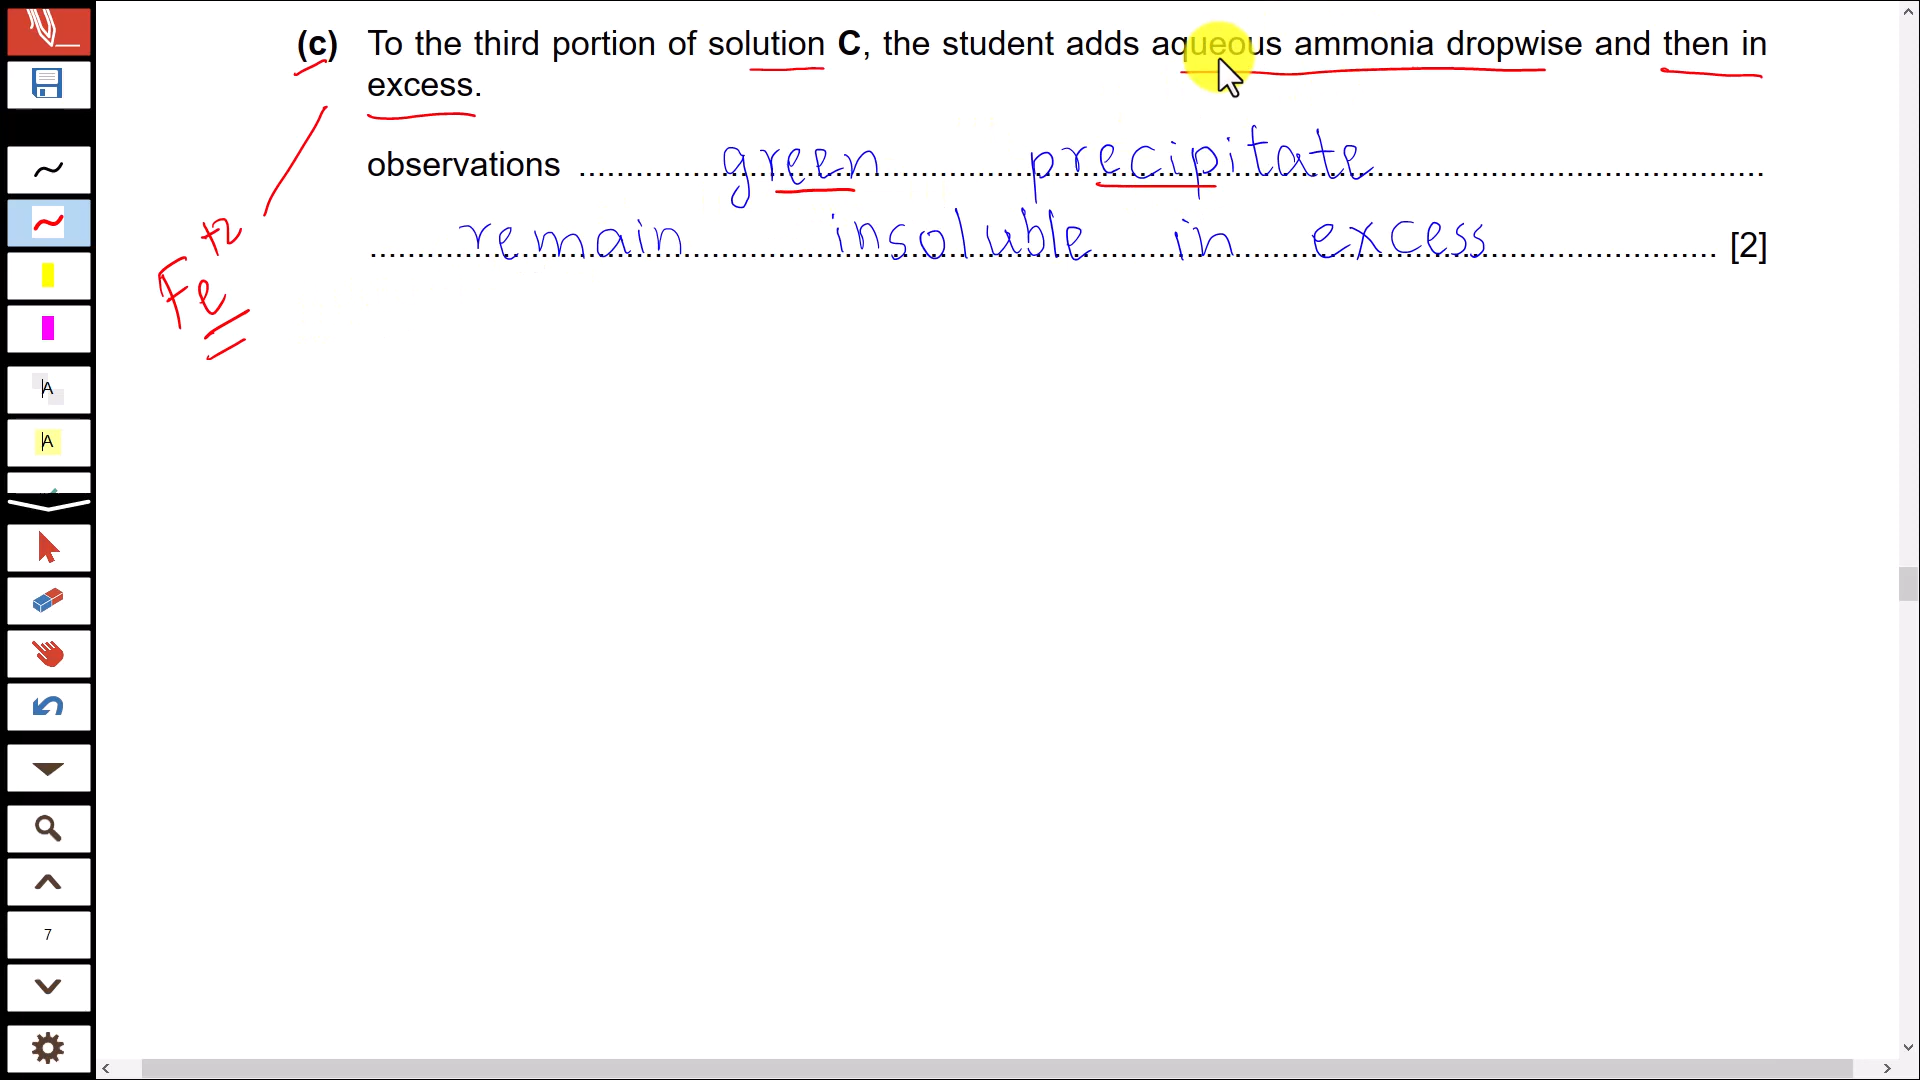 (c) To the third portion of solution C, the student adds aqueous ammonia dropwise and then in
excess.
observations ........ green precipitate ........
remain insoluble in excess ........ [2]
Fe+2
A
A
7